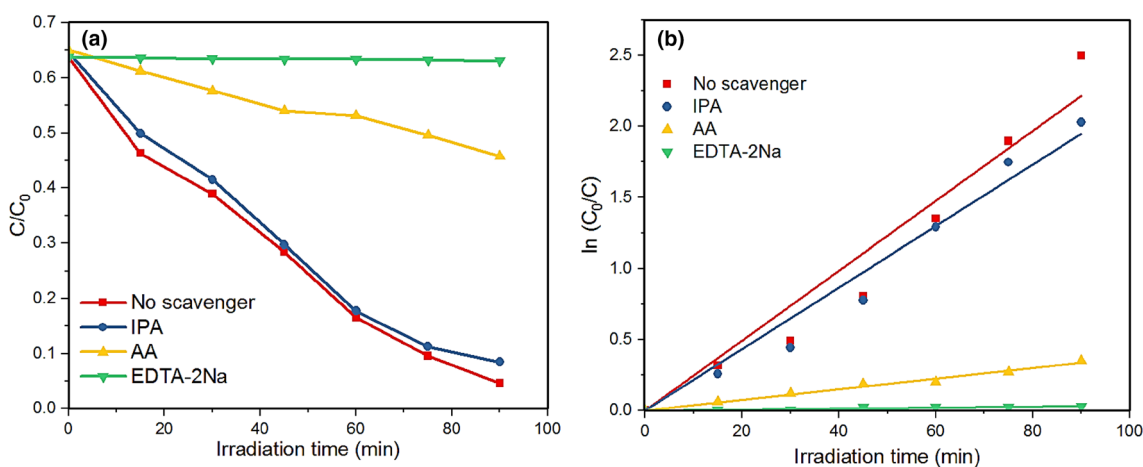 (a)
0.7
0.6
0.5
0.4
0.3
0.2
0.1
0.0
C/C0
No scavenger
IPA
AA
EDTA-2Na
0 20 40 60 80 100
Irradiation time (min)
(b)
2.5
2.0
1.5
1.0
0.5
0.0
ln (C0/C)
No scavenger
IPA
AA
EDTA-2Na
0 20 40 60 80 100
Irradiation time (min)